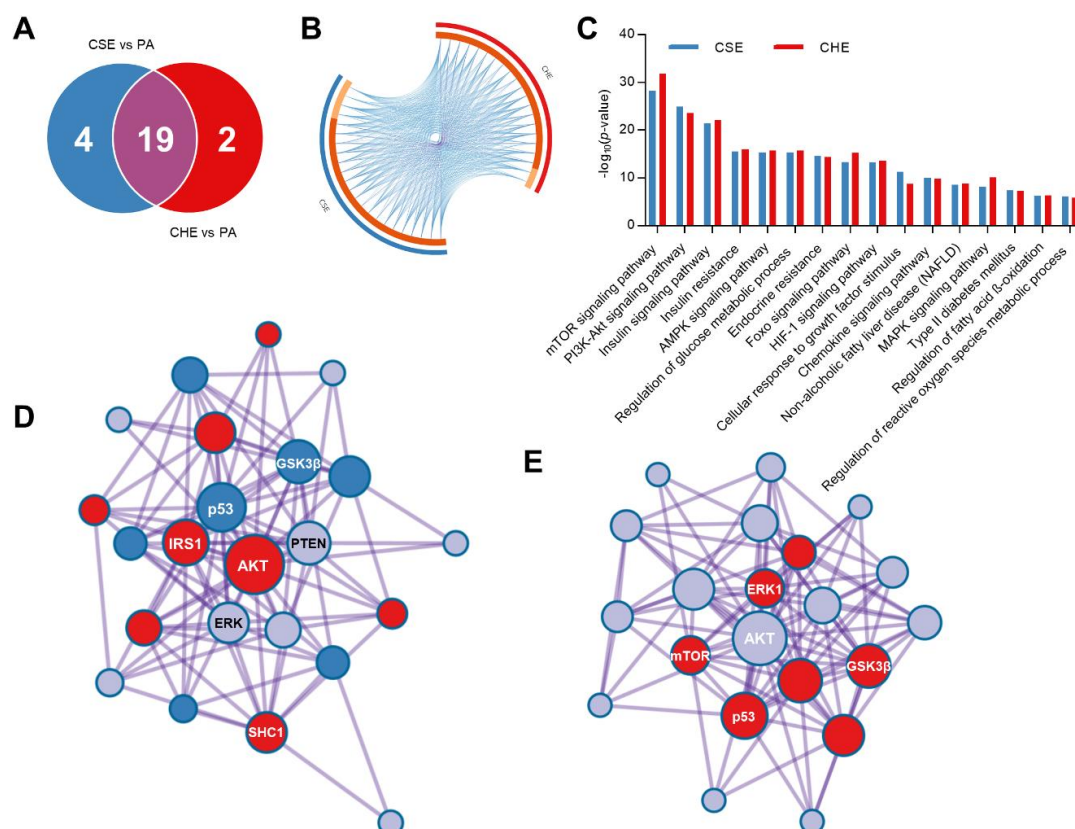 A
CSE vs PA
4
19
2
CHE vs PA
B
CHE
CSE
C
CSE
CHE
40
30
20
10
0
-log₁₀(p-value)
mTOR signaling pathway
PI3K-Akt signaling pathway
Insulin signaling pathway
Insulin resistance
AMPK signaling pathway
Regulation of glucose metabolic process
Endocrine resistance
Foxo signaling pathway
HIF-1 signaling pathway
Cellular response to growth factor stimulus
Chemokine signaling pathway
Non-alcoholic fatty liver disease (NAFLD)
MAPK signaling pathway
Type II diabetes mellitus
Regulation of fatty acid ß-oxidation
Regulation of reactive oxygen species metabolic process
D
GSK3β
p53
IRS1
PTEN
AKT
ERK
SHC1
E
ERK1
AKT
mTOR
GSK3β
p53